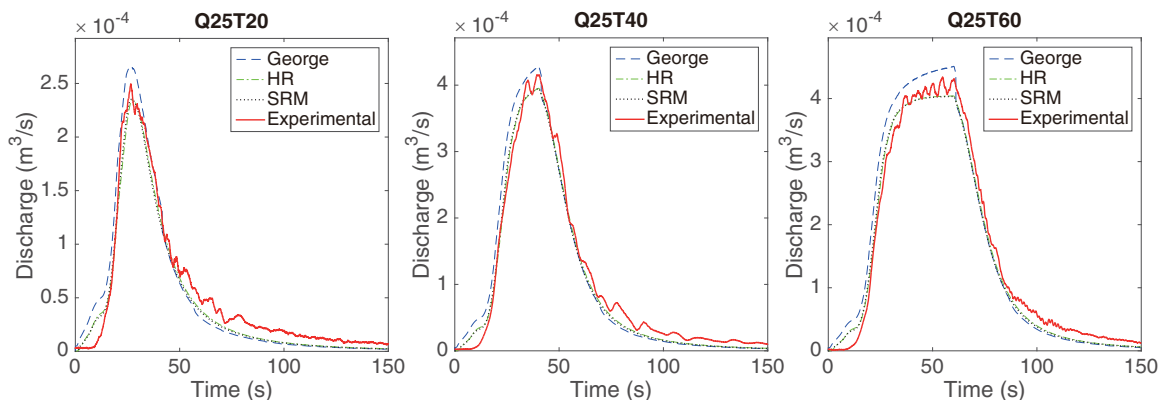 Q25T20
× 10⁻⁴
2.5
2
1.5
1
0.5
0
0
50
100
150
Discharge (m³/s)
Time (s)
George
HR
SRM
Experimental
Q25T40
× 10⁻⁴
4
3
2
1
0
0
50
100
150
Discharge (m³/s)
Time (s)
George
HR
SRM
Experimental
Q25T60
× 10⁻⁴
5
4
3
2
1
0
0
50
100
150
Discharge (m³/s)
Time (s)
George
HR
SRM
Experimental